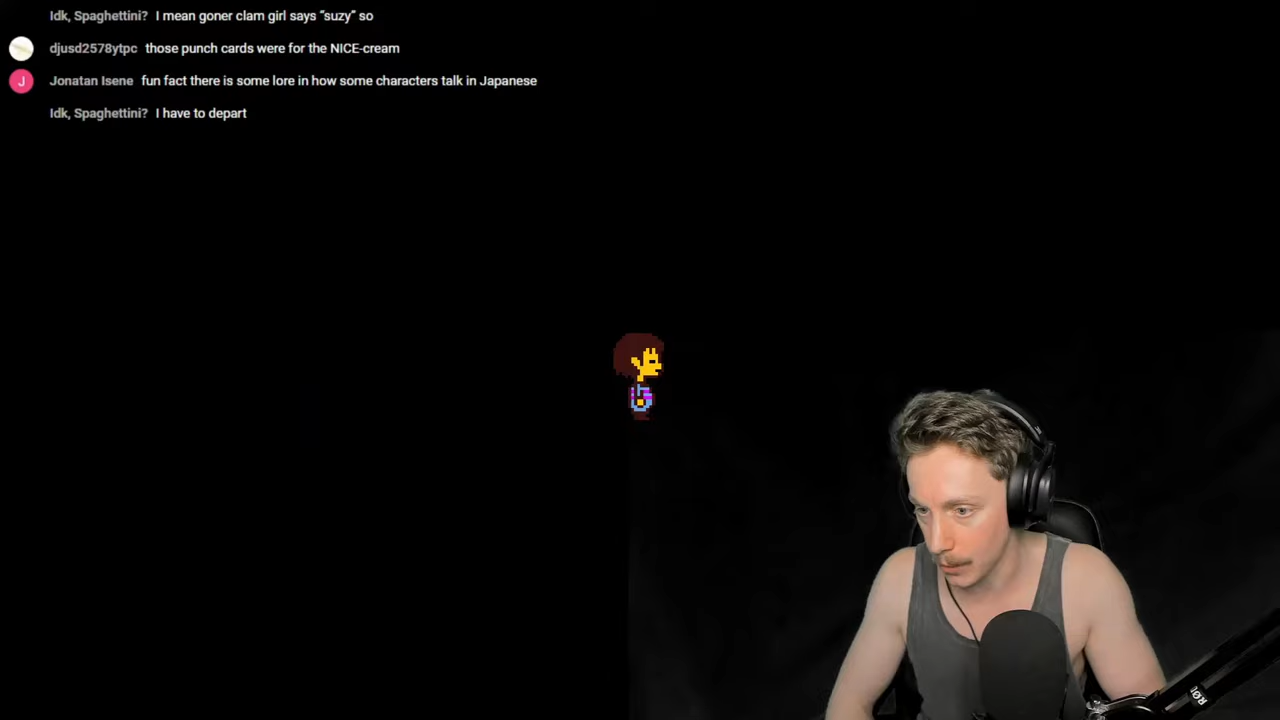 Idk, Spaghettini? I mean goner clam girl says “suzy” so
djusd2578ytpc those punch cards were for the NICE-cream
J Jonatan Isene fun fact there is some lore in how some characters talk in Japanese
Idk, Spaghettini? I have to depart
RØDE